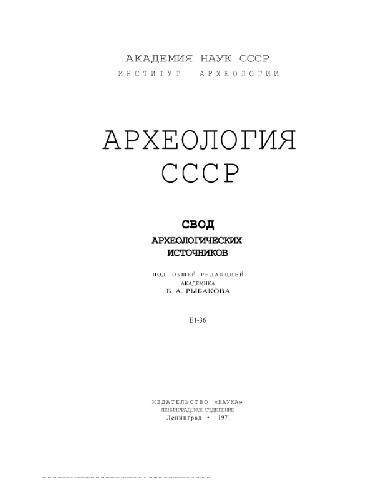 АКАДЕМИЯ НАУК СССР
ИНСТИТУТ АРХЕОЛОГИИ
АРХЕОЛОГИЯ
СССР
СВОД
АРХЕОЛОГИЧЕСКИХ
ИСТОЧНИКОВ
ПОД ОБЩЕЙ РЕДАКЦИЕЙ
АКАДЕМИКА
Б. А. РЫБАКОВА
Е1-36
ИЗДАТЕЛЬСТВО «НАУКА»
ЛЕНИНГРАДСКОЕ ОТДЕЛЕНИЕ
Ленинград • 1971